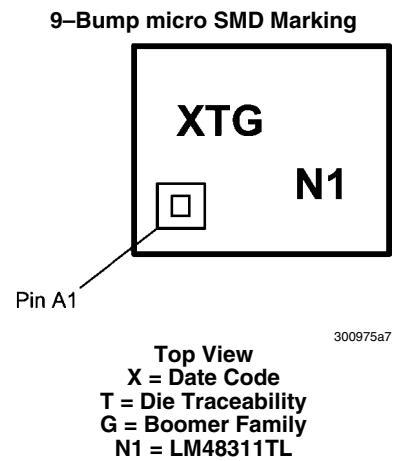 9–Bump micro SMD Marking
XTG
N1
Pin A1
300975a7
Top View
X = Date Code
T = Die Traceability
G = Boomer Family
N1 = LM48311TL